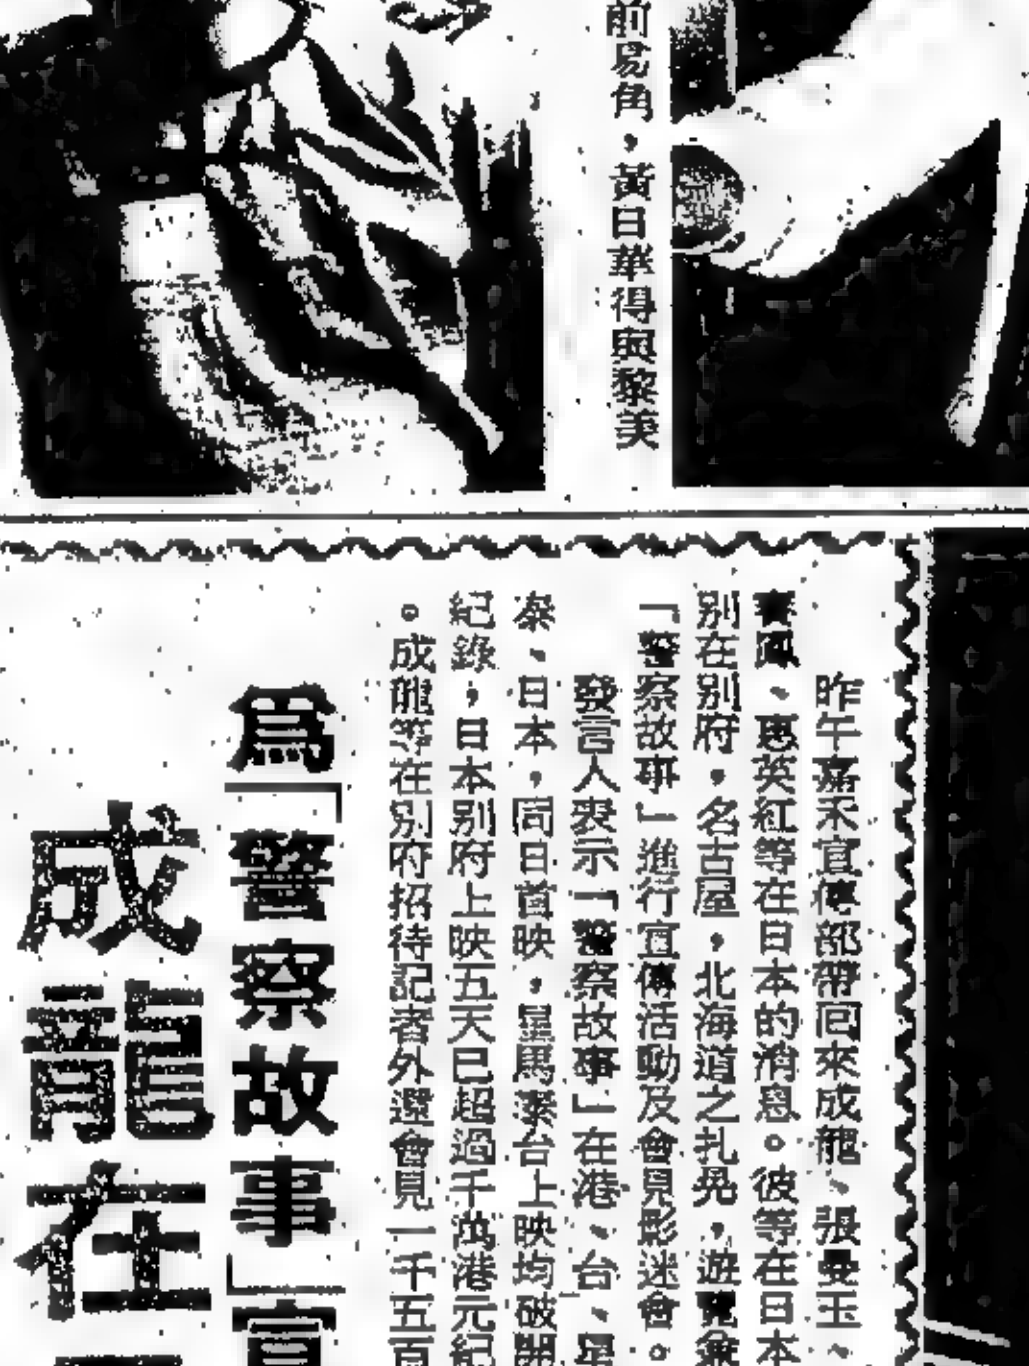 前易角，黃日華得與黎美
昨午嘉禾宣傳部帶回來成龍、張曼玉、
鳳、惠英紅等在日本的消息。彼等在日本
別在別府，名古屋，北海道之扎晃，遊覽兼
「警察故事」進行宣傳活動及會見影迷會。
發言人表示「警察故事」在港、台、星
泰、日本，同日首映，星馬泰台上映均破開
紀錄，日本別府上映五天已超過千萬港元紀
。成龍等在別府招待記者外還會見一千五百
爲「警察故事」宣
成龍在